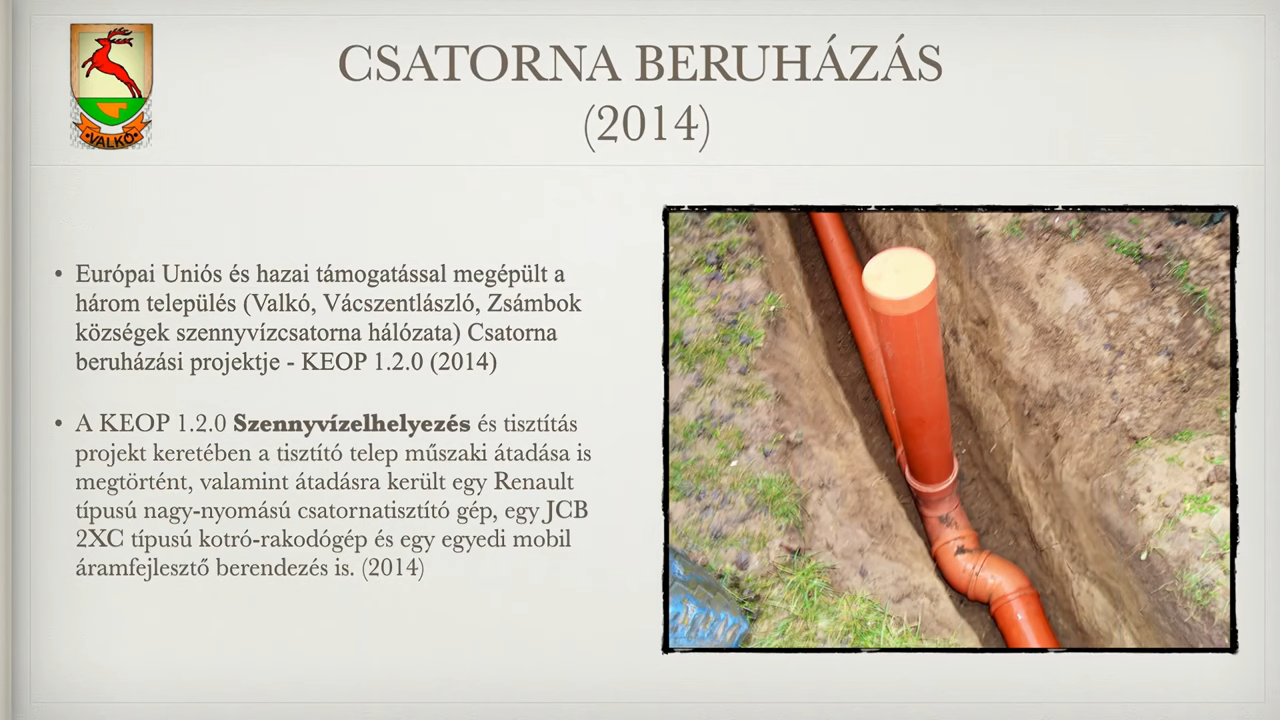 CSATORNA BERUHÁZÁS
(2014)
•VALKÓ•
• Európai Uniós és hazai támogatással megépült a
három település (Valkó, Vácszentlászló, Zsámbok
községek szennyvízcsatorna hálózata) Csatorna
beruházási projektje - KEOP 1.2.0 (2014)
• A KEOP 1.2.0 Szennyvízelhelyezés és tisztítás
projekt keretében a tisztító telep műszaki átadása is
megtörtént, valamint átadásra került egy Renault
típusú nagy-nyomású csatornatisztító gép, egy JCB
2XC típusú kotró-rakodógép és egy egyedi mobil
áramfejlesztő berendezés is. (2014)